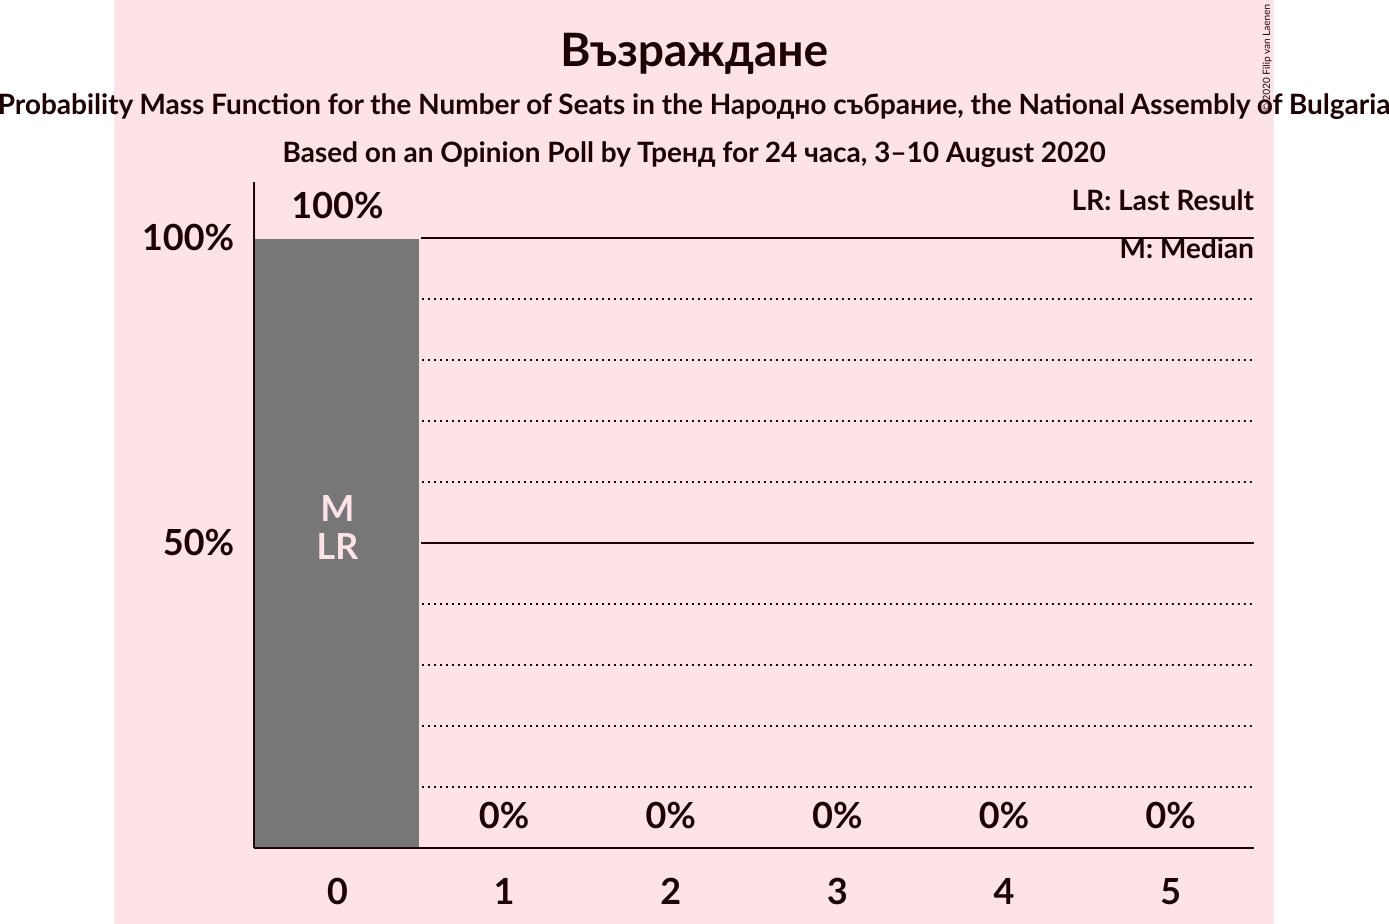 Възраждане
Probability Mass Function for the Number of Seats in the Народно събрание, the National Assembly of Bulgaria
Based on an Opinion Poll by Тренд for 24 часа, 3–10 August 2020
© 2020 Filip van Laenen
LR: Last Result
M: Median
100%
100%
50%
M
LR
0% 0% 0% 0% 0%
0 1 2 3 4 5